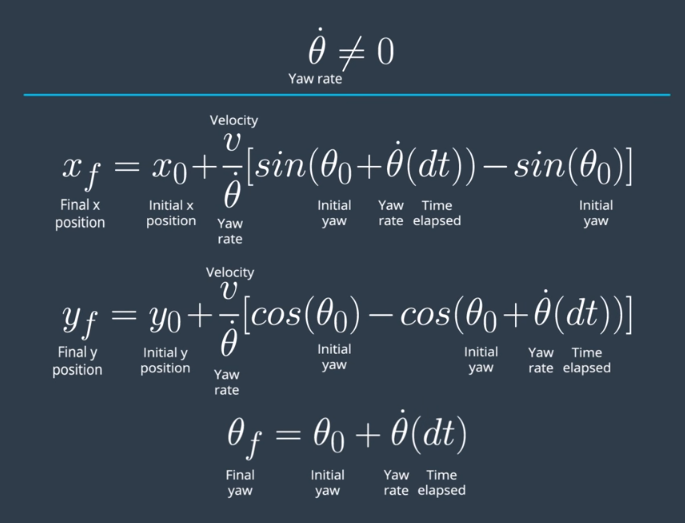 θ̇ ≠ 0
Yaw rate
Velocity
x_f = x_0 + v/θ̇ [sin(θ_0 + θ̇(dt)) − sin(θ_0)]
Final x position Initial x position Yaw rate Initial yaw Yaw rate Time elapsed Initial yaw
Velocity
y_f = y_0 + v/θ̇ [cos(θ_0) − cos(θ_0 + θ̇(dt))]
Final y position Initial y position Yaw rate Initial yaw Initial yaw Yaw rate Time elapsed
θ_f = θ_0 + θ̇(dt)
Final yaw Initial yaw Yaw rate Time elapsed